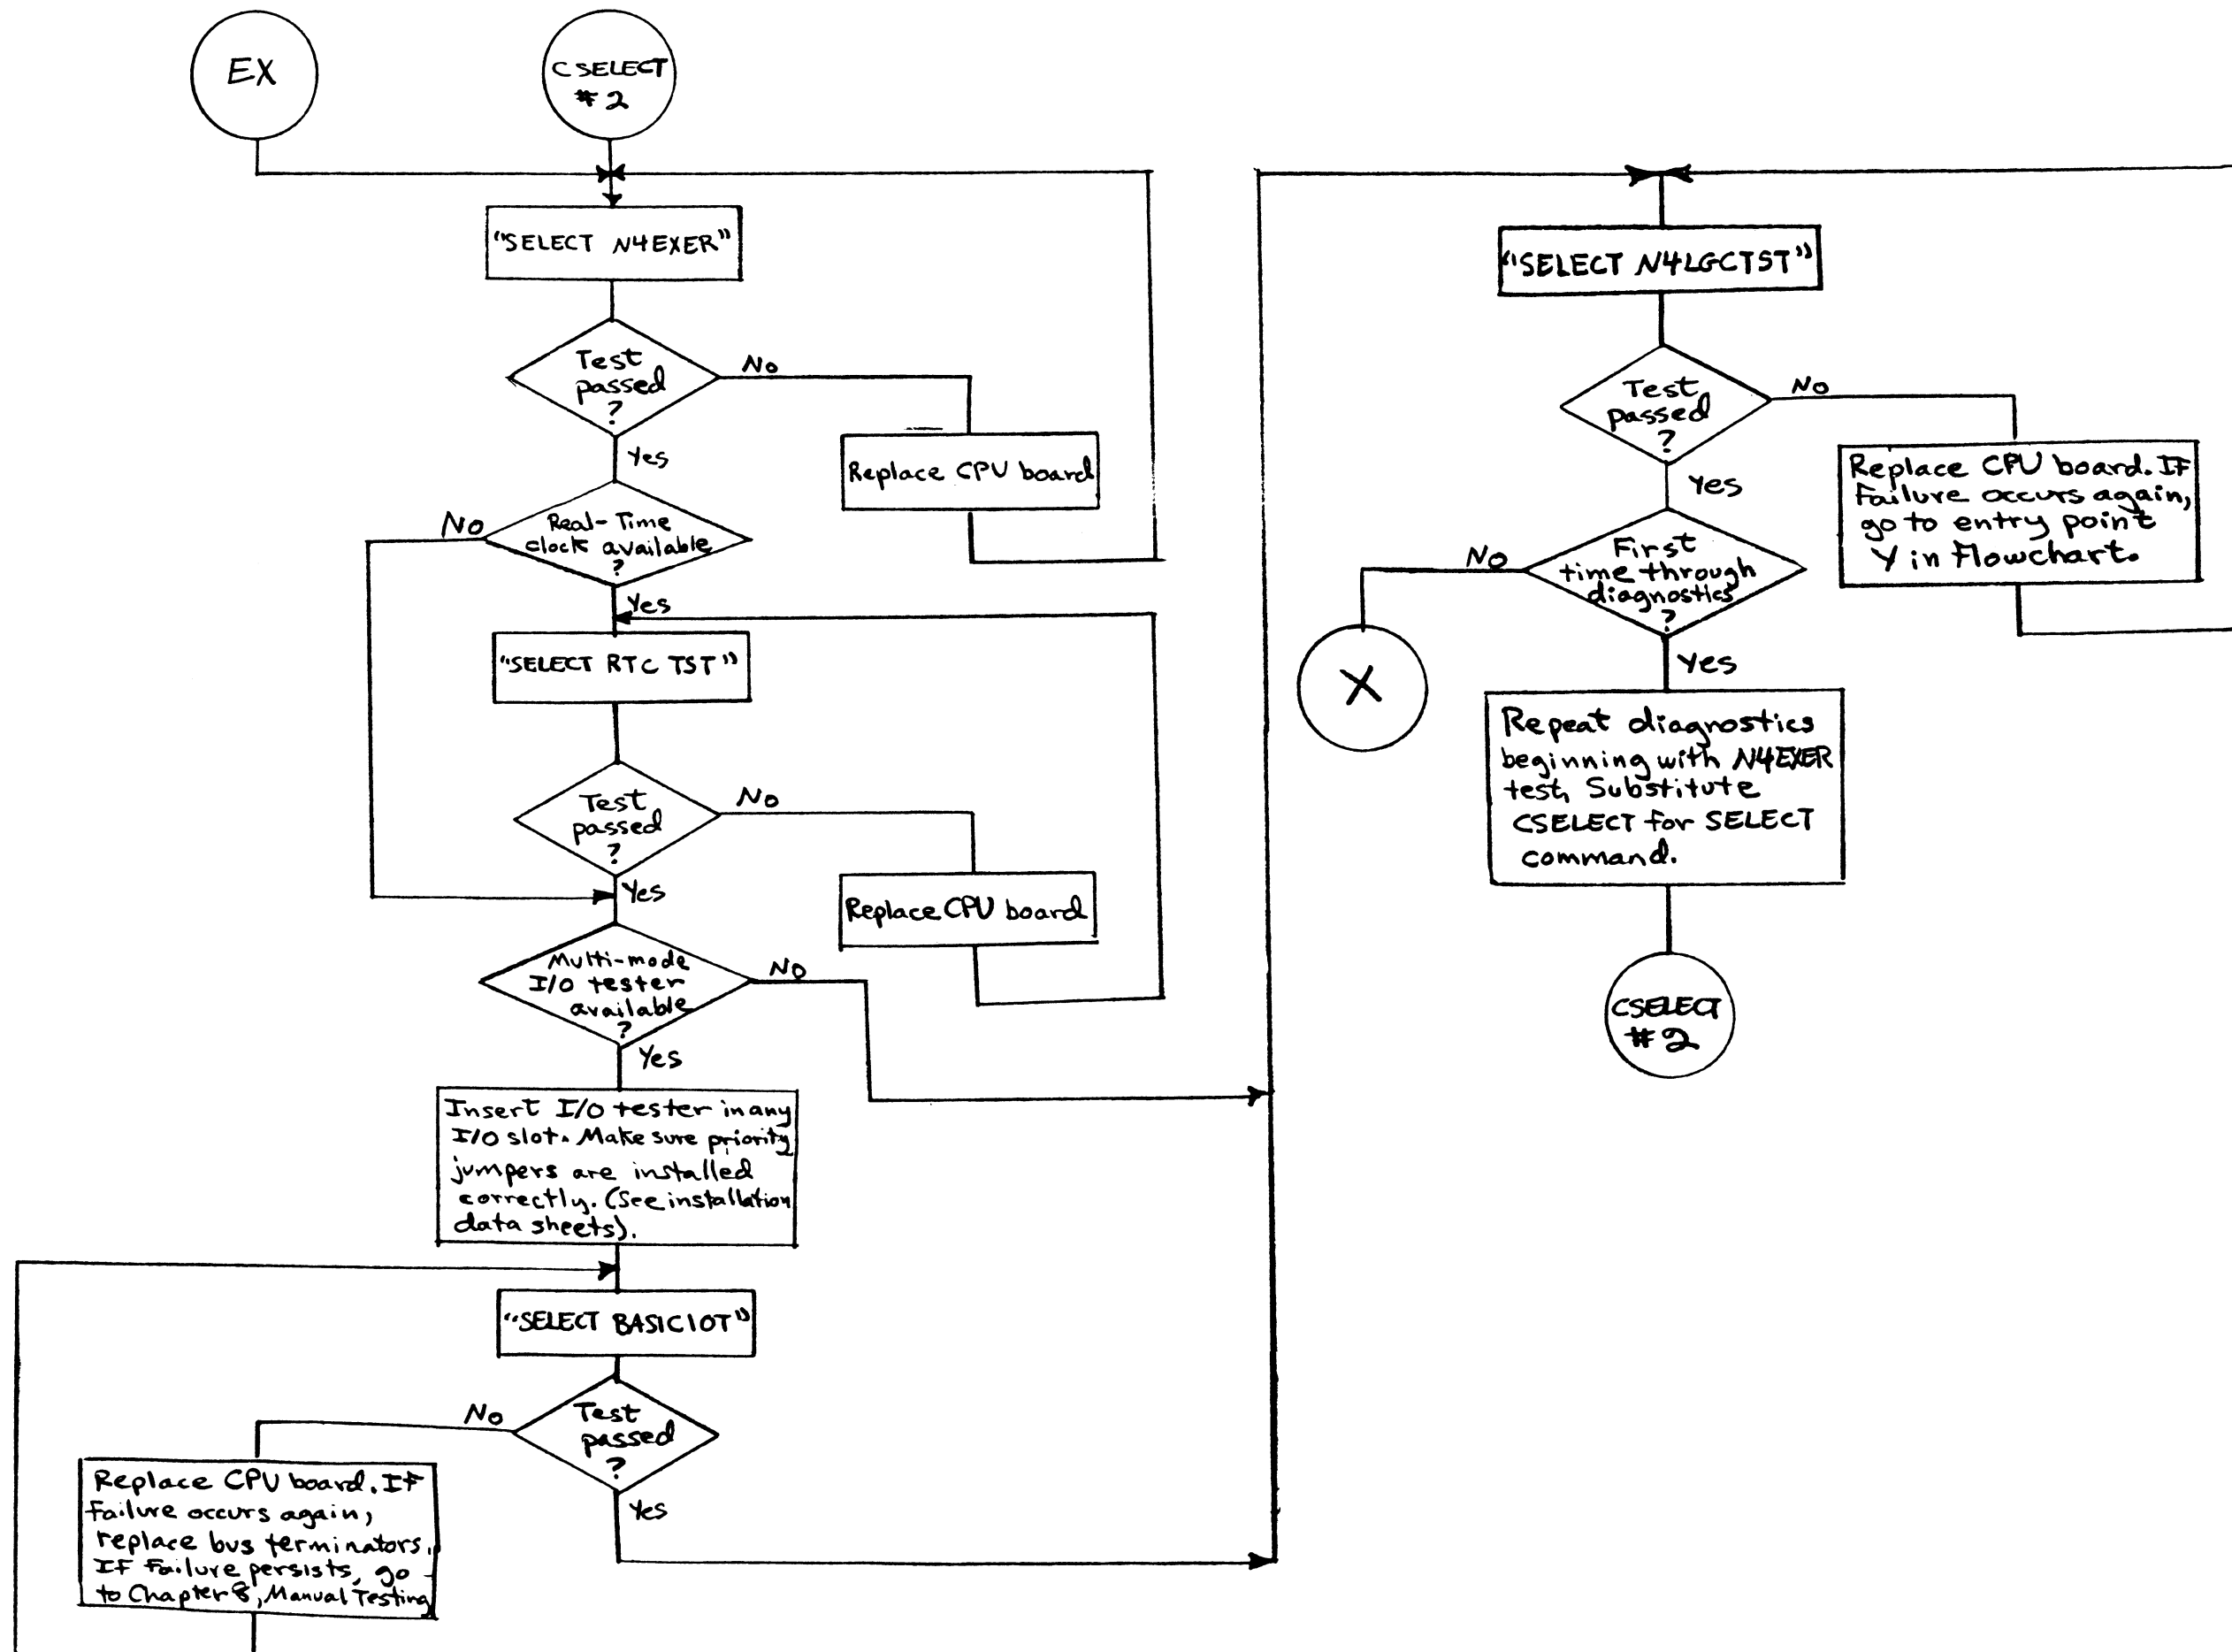 EX
CSELECT
#2
"SELECT N4EXER"
Test
passed
?
No
Yes
Replace CPU board
No
Real-Time
clock available
?
Yes
"SELECT RTC TST"
Test
passed
?
No
Yes
Replace CPU board
Multi-mode
I/O tester
available
?
No
Yes
Insert I/O tester in any
I/O slot. Make sure priority
jumpers are installed
correctly. (See installation
data sheets).
"SELECT BASICIOT"
No
Test
passed
?
Yes
Replace CPU board. If
failure occurs again,
replace bus terminators.
If failure persists, go
to Chapter 8, Manual Testing
"SELECT N4LGCTST"
Test
passed
?
No
Yes
Replace CPU board. If
failure occurs again,
go to entry point
Y in flowchart.
No
First
time through
diagnostics
?
Yes
X
Repeat diagnostics
beginning with N4EXER
test, Substitute
CSELECT for SELECT
command.
CSELECT
#2